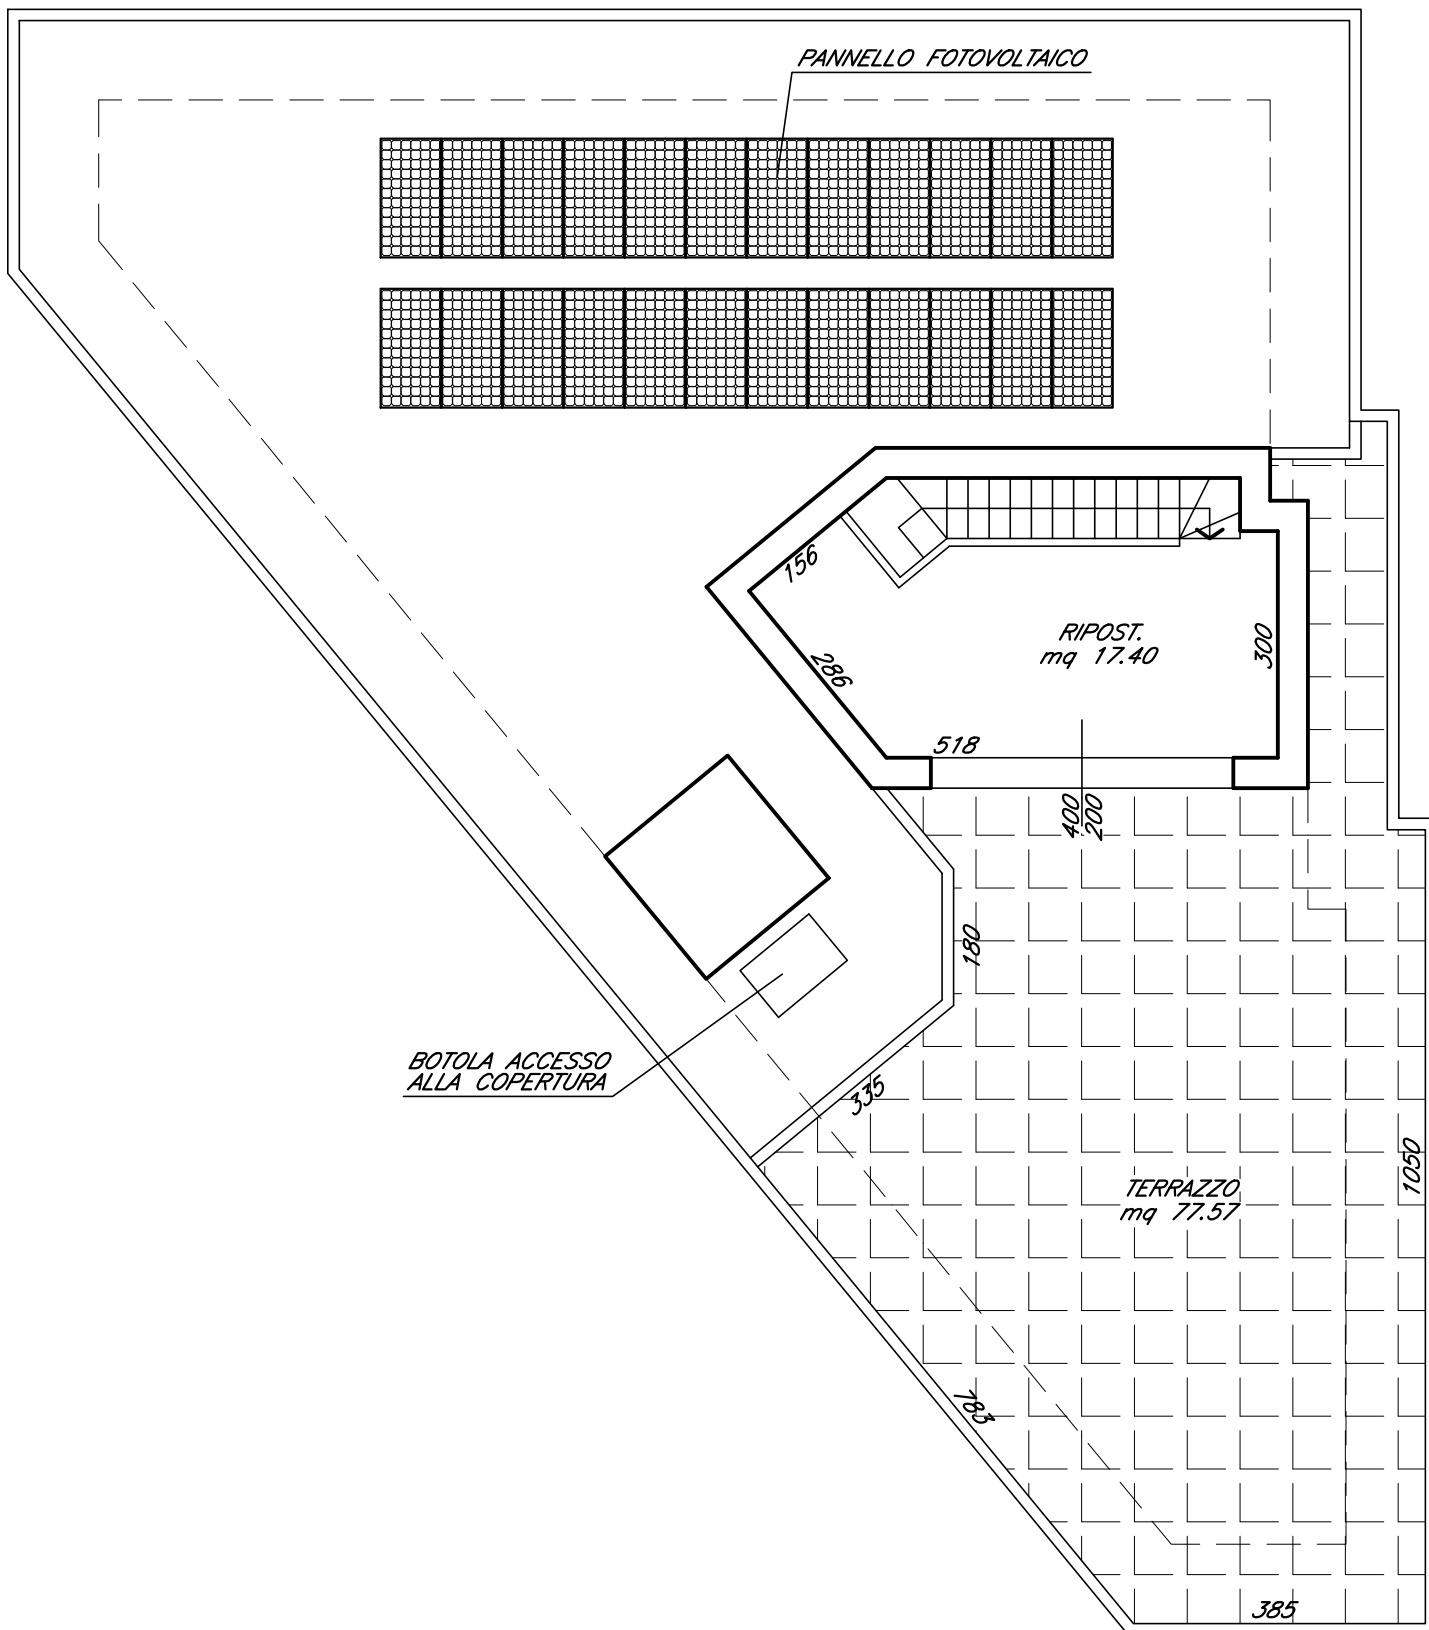 PANNELLO FOTOVOLTAICO
156
RIPOST.
mq 17.40
300
286
518
400
200
180
BOTOLA ACCESSO
ALLA COPERTURA
335
1050
TERRAZZO
mq 77.57
783
385